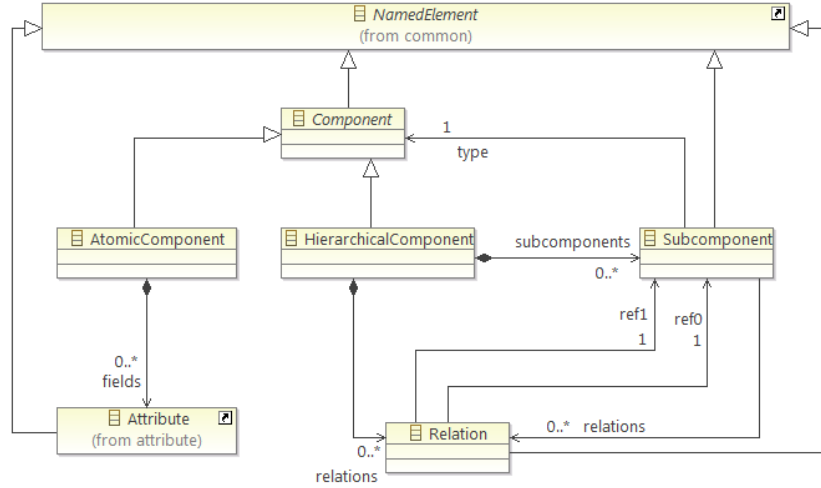 NamedElement
(from common)
Component
1
type
AtomicComponent
HierarchicalComponent
subcomponents
0..*
Subcomponent
ref1
1
ref0
1
0..*
fields
Attribute
(from attribute)
Relation
0..*
relations
0..* relations